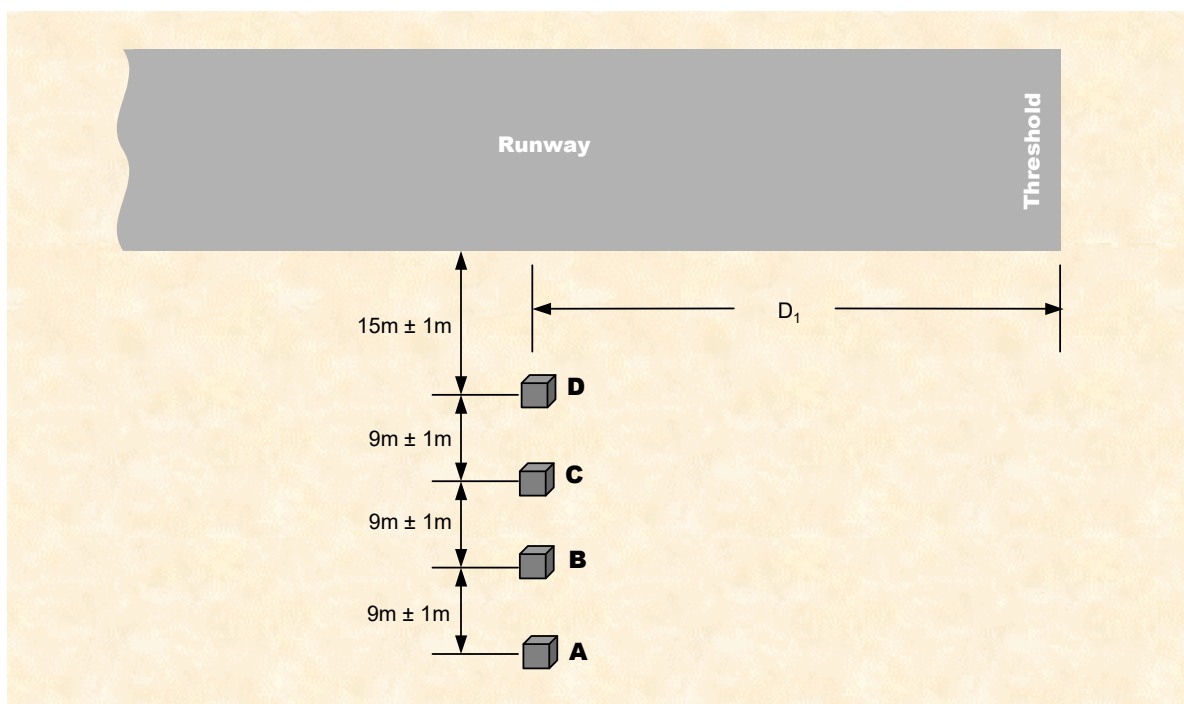 Runway
Threshold
15m ± 1m
D₁
D
9m ± 1m
C
9m ± 1m
B
9m ± 1m
A